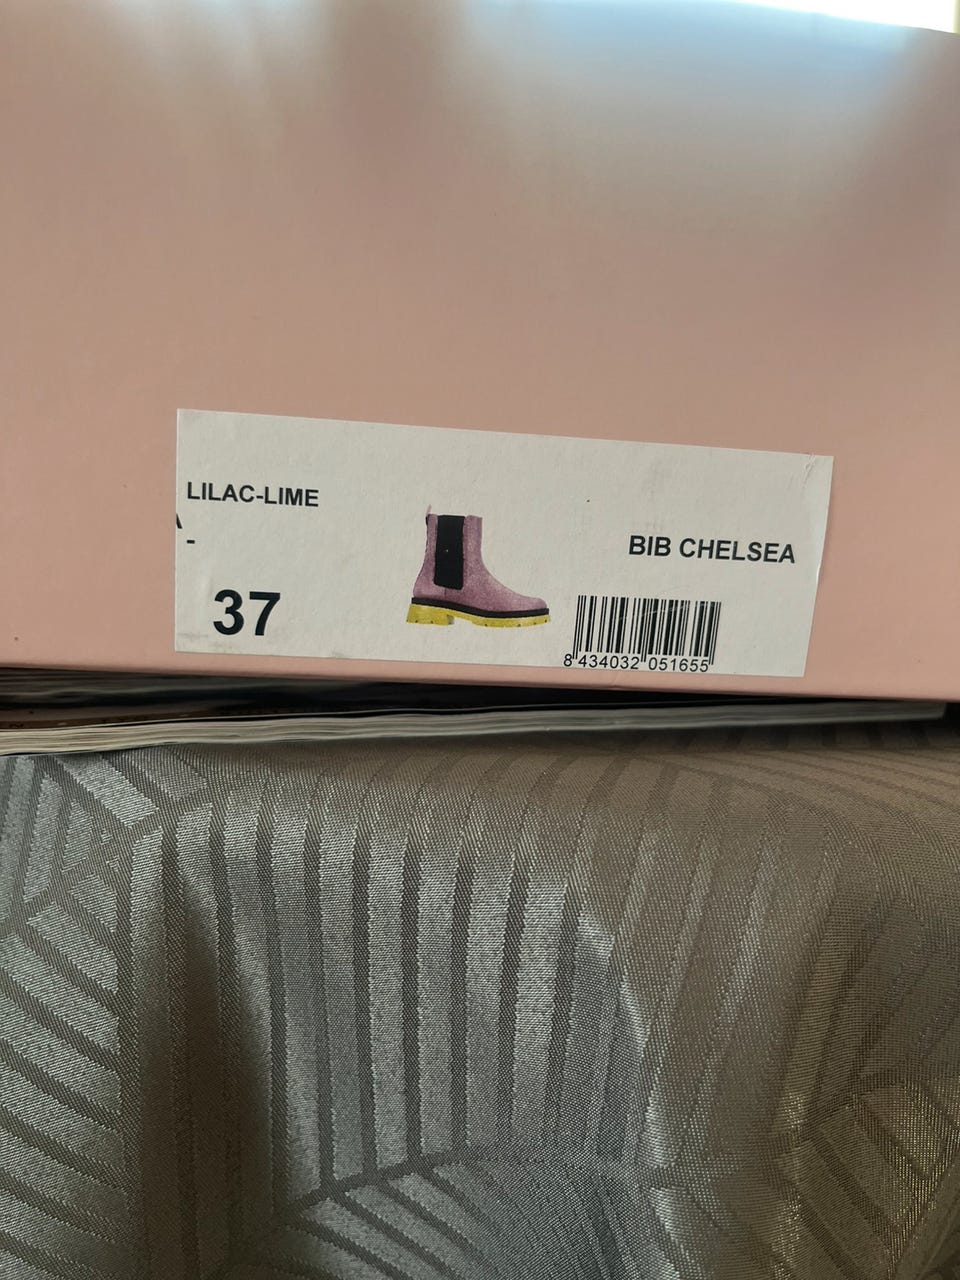 LILAC-LIME
-
BIB CHELSEA
37
8 434032 051655